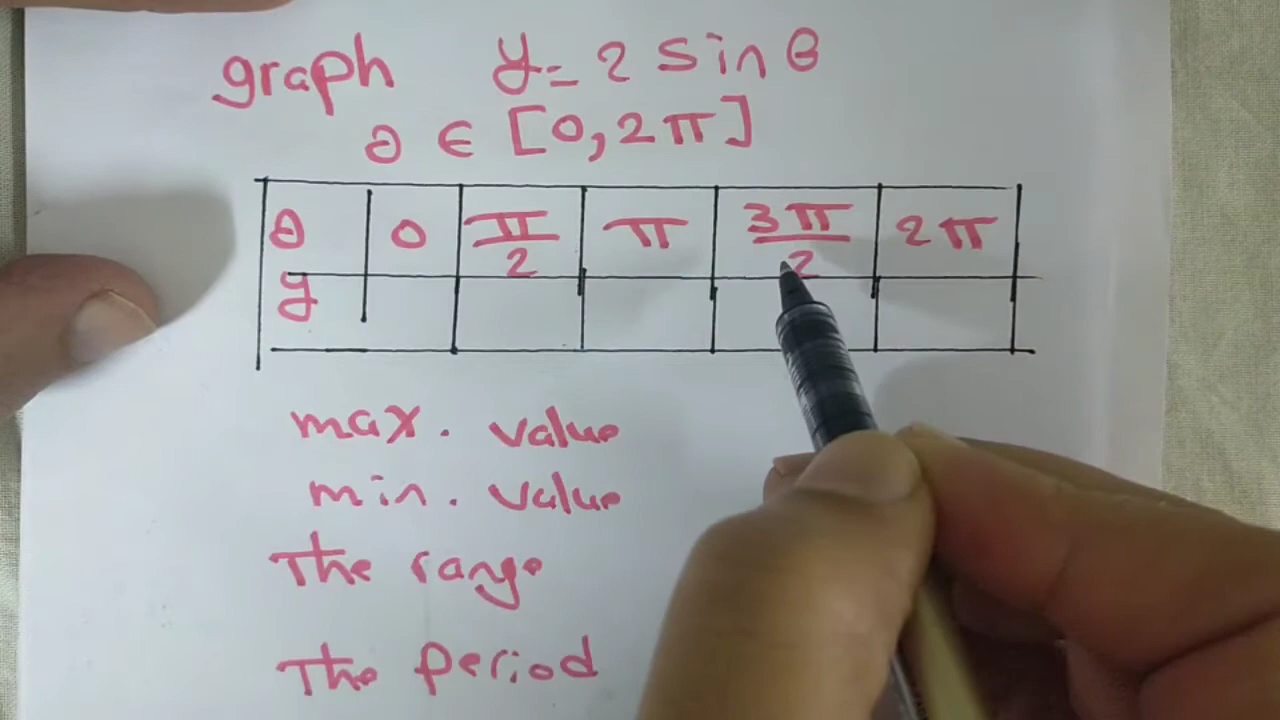 graph y = 2 sin θ
θ ∈ [0, 2π]
θ 0 π/2 π 3π/2 2π
y
max. value
min. value
The range
The period